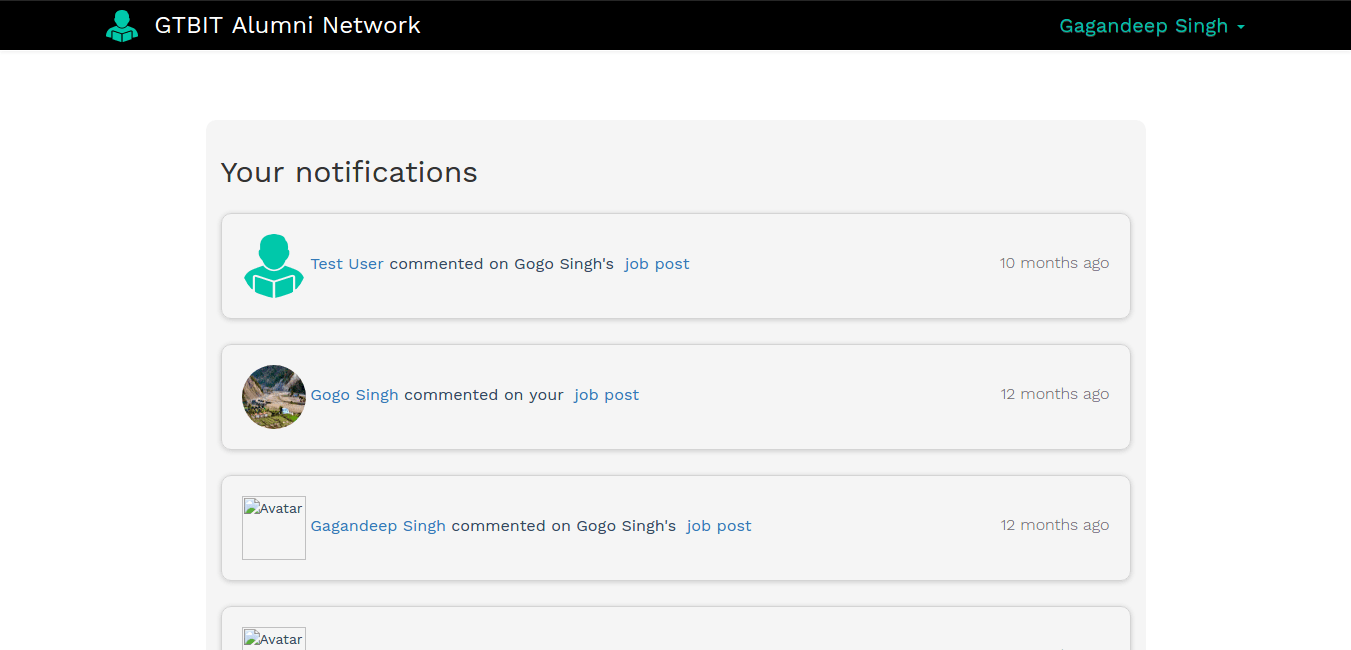 GTBIT Alumni Network
Gagandeep Singh
Your notifications
Test User commented on Gogo Singh's job post
10 months ago
Gogo Singh commented on your job post
12 months ago
Avatar
Gagandeep Singh commented on Gogo Singh's job post
12 months ago
Avatar